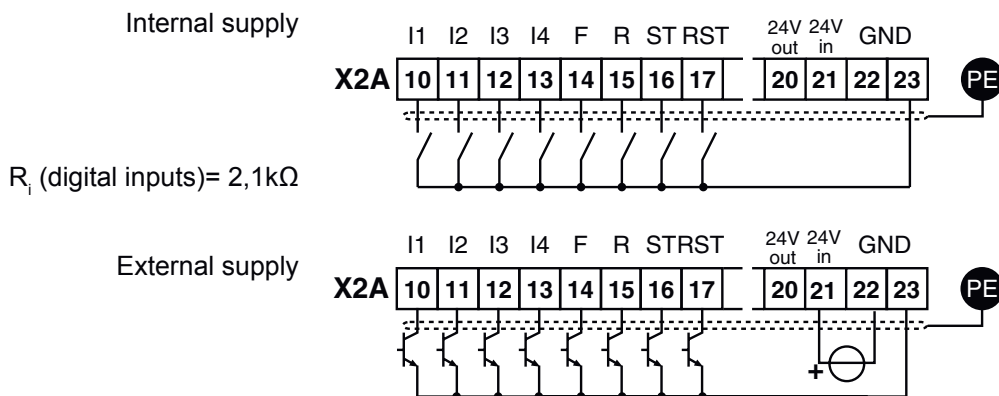 Internal supply
I1 I2 I3 I4 F R ST RST 24V out 24V in GND
X2A 10 11 12 13 14 15 16 17 20 21 22 23 PE
Ri (digital inputs)= 2,1kΩ
External supply
I1 I2 I3 I4 F R STRST 24V out 24V in GND
X2A 10 11 12 13 14 15 16 17 20 21 22 23 PE
+